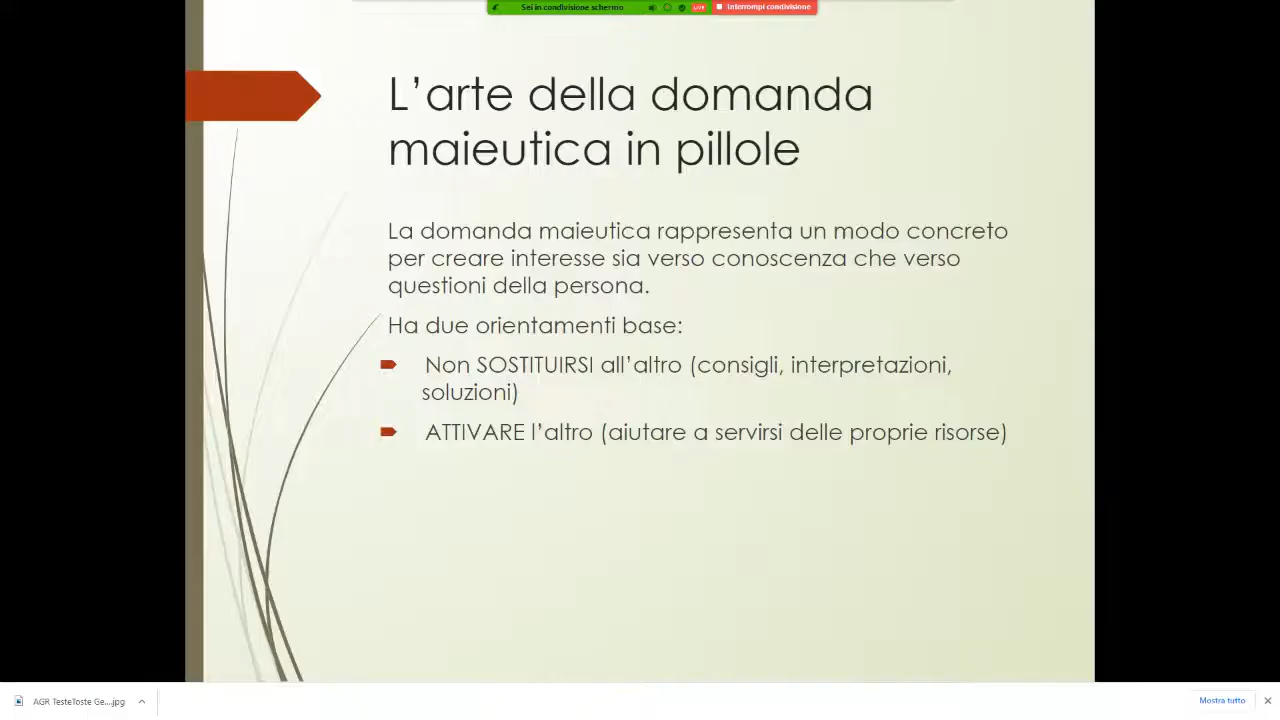 Sei in condivisione schermo
LIVE
Interrompi condivisione
L’arte della domanda
maieutica in pillole
La domanda maieutica rappresenta un modo concreto
per creare interesse sia verso conoscenza che verso
questioni della persona.
Ha due orientamenti base:
Non SOSTITUIRSI all’altro (consigli, interpretazioni,
soluzioni)
ATTIVARE l’altro (aiutare a servirsi delle proprie risorse)
AGR TesteToste Ge....jpg
Mostra tutto